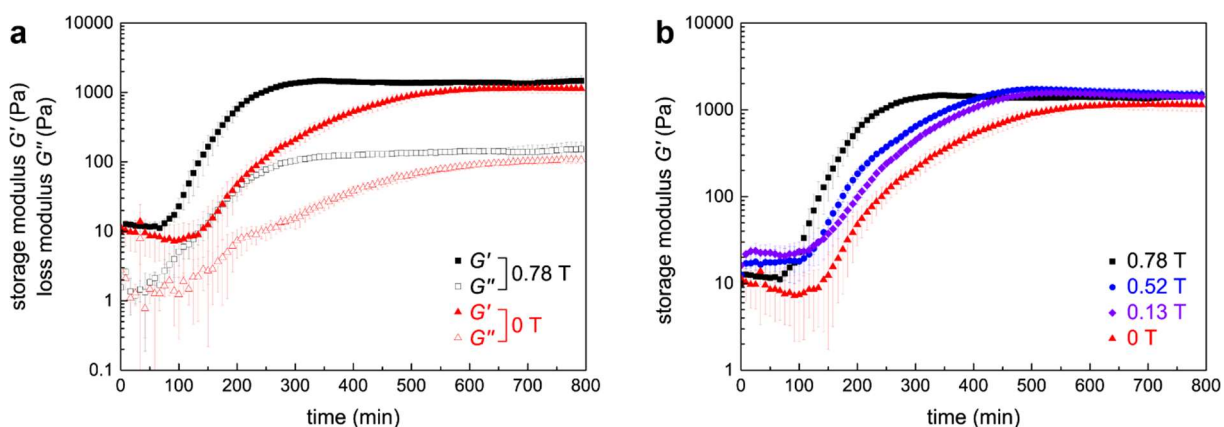 a
storage modulus G′ (Pa)
loss modulus G″ (Pa)
10000
1000
100
10
1
0.1
0 100 200 300 400 500 600 700 800
time (min)
G′
G″
0.78 T
G′
G″
0 T
b
storage modulus G′ (Pa)
10000
1000
100
10
1
0 100 200 300 400 500 600 700 800
time (min)
0.78 T
0.52 T
0.13 T
0 T